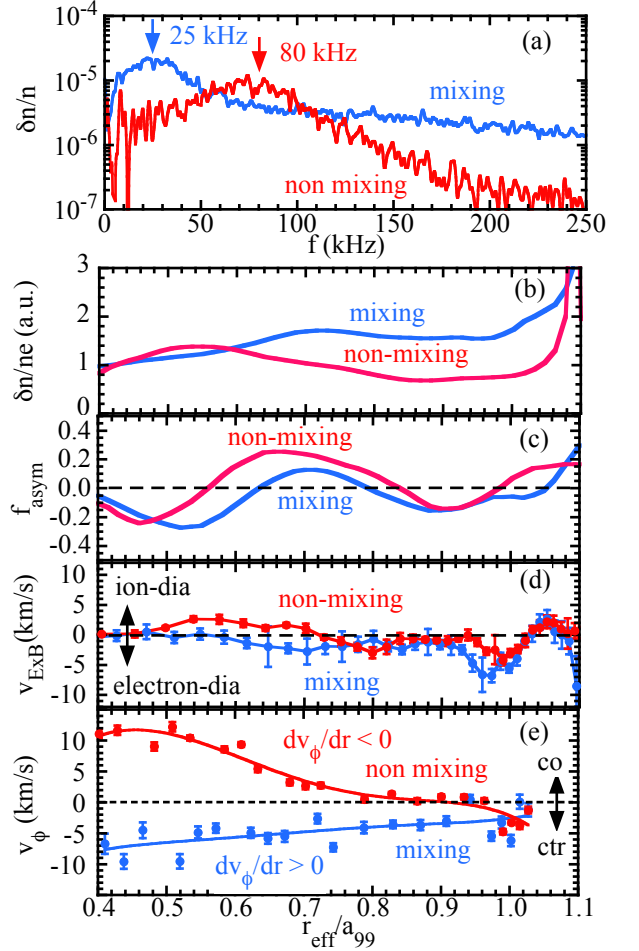 10⁻⁴
25 kHz
(a)
80 kHz
10⁻⁵
δn/n
mixing
10⁻⁶
non mixing
10⁻⁷
0 50 100 150 200 250
f (kHz)
3
(b)
mixing
2
δn/ne (a.u.)
1
non-mixing
0
0.4
(c)
non-mixing
0.2
f_asym
0.0
-0.2
mixing
-0.4
10
(d)
ion-dia
non-mixing
5
v_ExB(km/s)
0
-5
electron-dia
mixing
-10
10
dv_ϕ/dr < 0
(e)
5
non mixing
co
v_ϕ (km/s)
0
-5
mixing
ctr
-10
dv_ϕ/dr > 0
0.4 0.5 0.6 0.7 0.8 0.9 1.0 1.1
r_eff/a_99